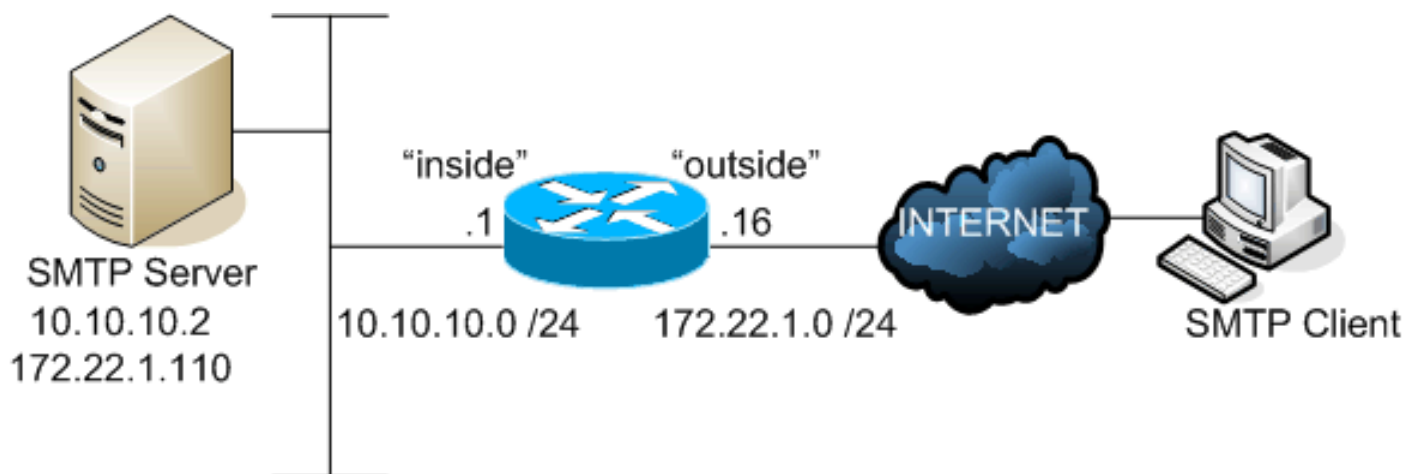 SMTP Server
10.10.10.2
172.22.1.110
“inside”
.1
10.10.10.0 /24
“outside”
.16
172.22.1.0 /24
INTERNET
SMTP Client